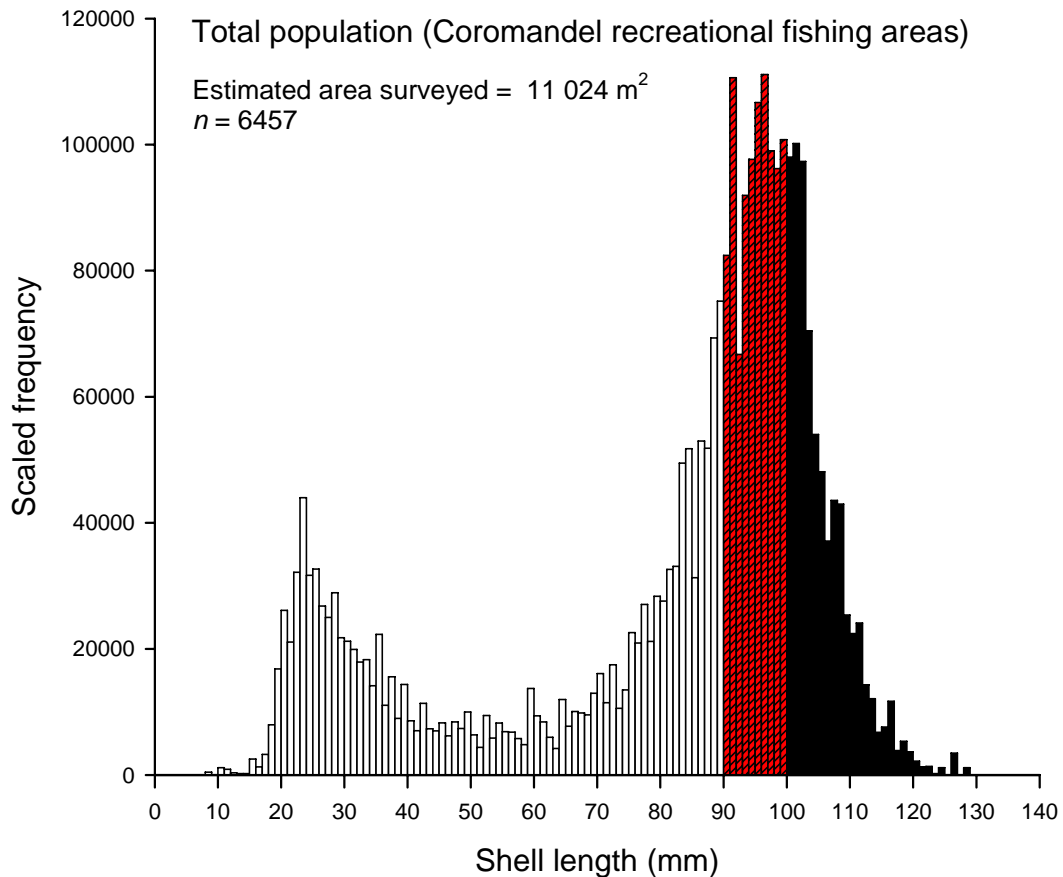 Total population (Coromandel recreational fishing areas)
Estimated area surveyed = 11 024 m²
n = 6457
120000
100000
80000
60000
40000
20000
0
Scaled frequency
0 10 20 30 40 50 60 70 80 90 100 110 120 130 140
Shell length (mm)